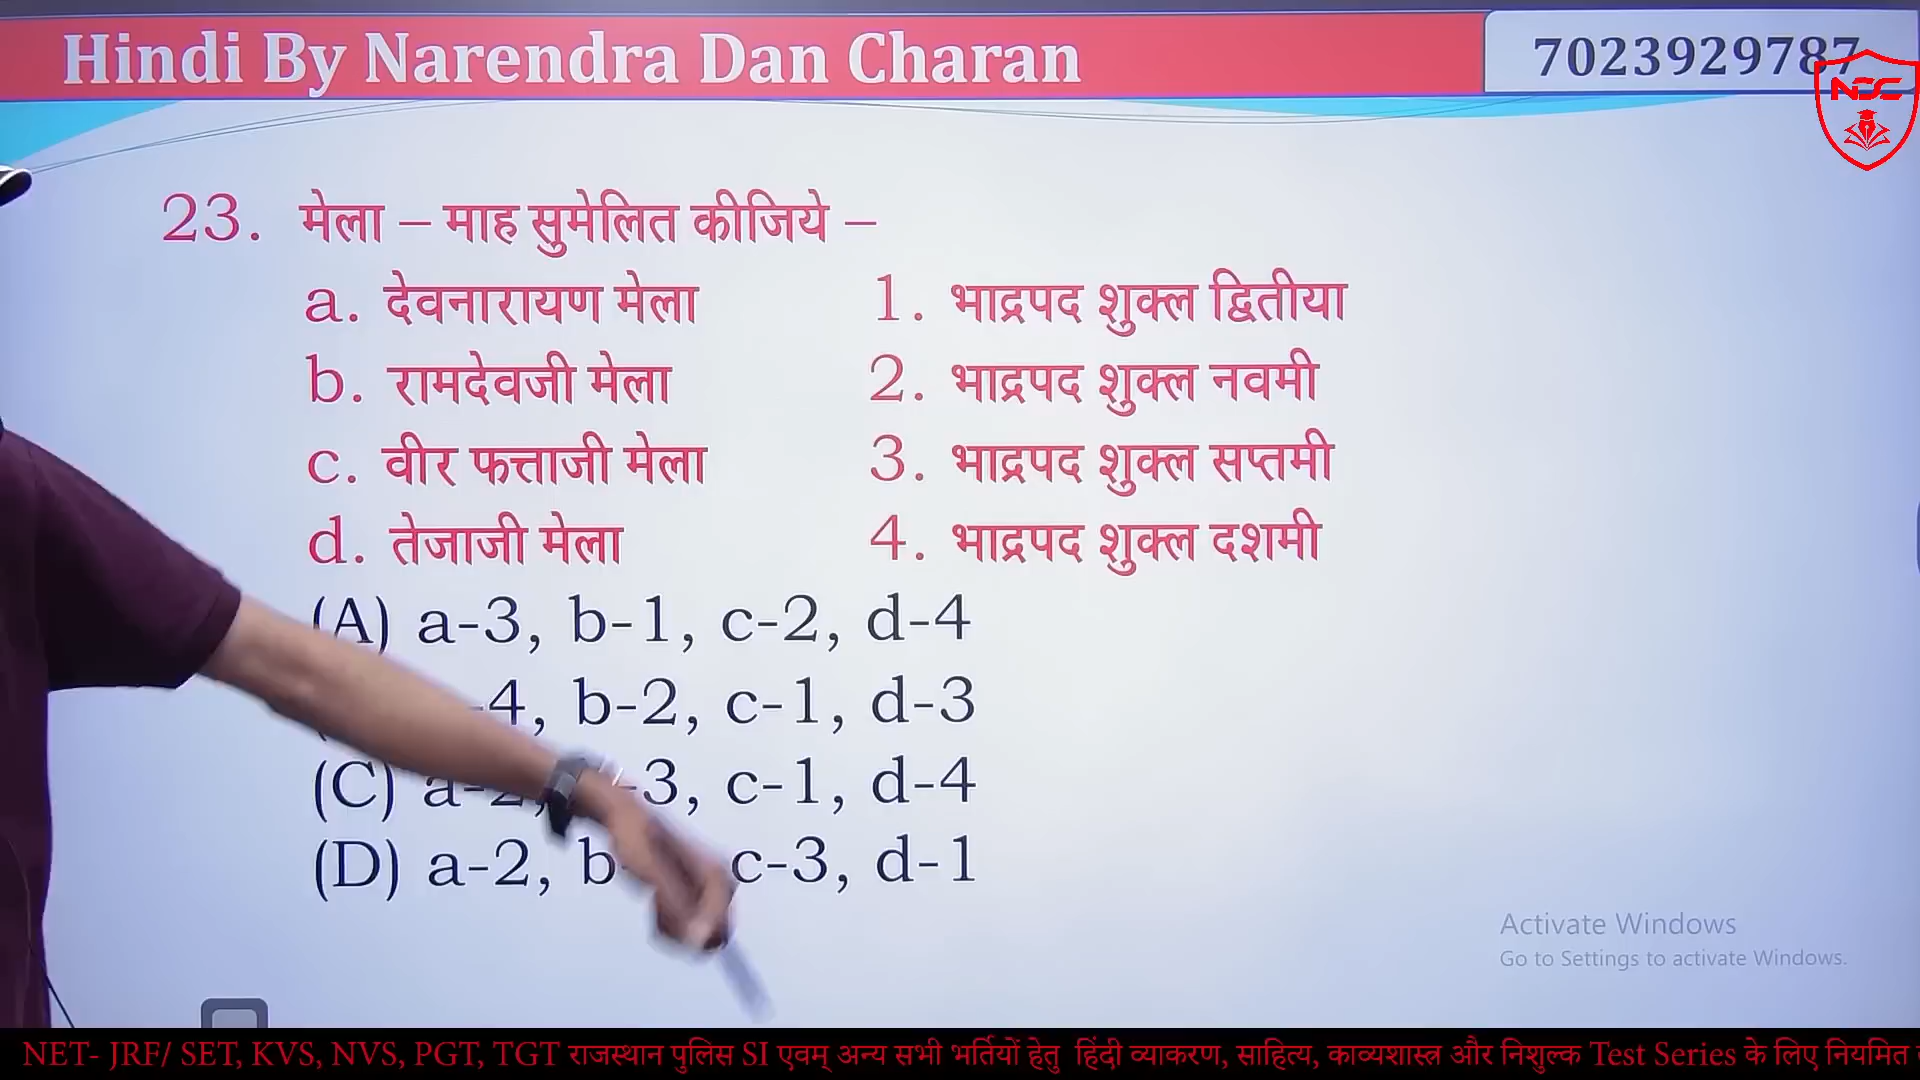 Hindi By Narendra Dan Charan
7023929787
NSC
23. मेला – माह सुमेलित कीजिये –
a. देवनारायण मेला 1. भाद्रपद शुक्ल द्वितीया
b. रामदेवजी मेला 2. भाद्रपद शुक्ल नवमी
c. वीर फत्ताजी मेला 3. भाद्रपद शुक्ल सप्तमी
d. तेजाजी मेला 4. भाद्रपद शुक्ल दशमी
(A) a-3, b-1, c-2, d-4
-4, b-2, c-1, d-3
(C) a-2, -3, c-1, d-4
(D) a-2, b- c-3, d-1
Activate Windows
Go to Settings to activate Windows.
NET- JRF/ SET, KVS, NVS, PGT, TGT राजस्थान पुलिस SI एवम् अन्य सभी भर्तियों हेतु हिंदी व्याकरण, साहित्य, काव्यशास्त्र और निशुल्क Test Series के लिए नियमित